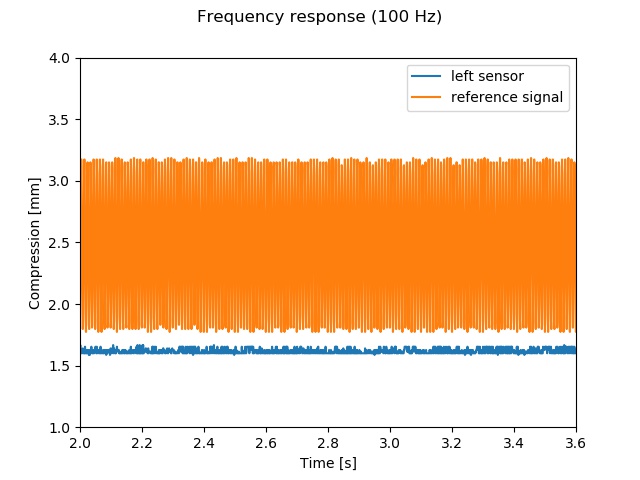 Frequency response (100 Hz)
4.0
3.5
3.0
2.5
2.0
1.5
1.0
Compression [mm]
left sensor
reference signal
2.0 2.2 2.4 2.6 2.8 3.0 3.2 3.4 3.6
Time [s]